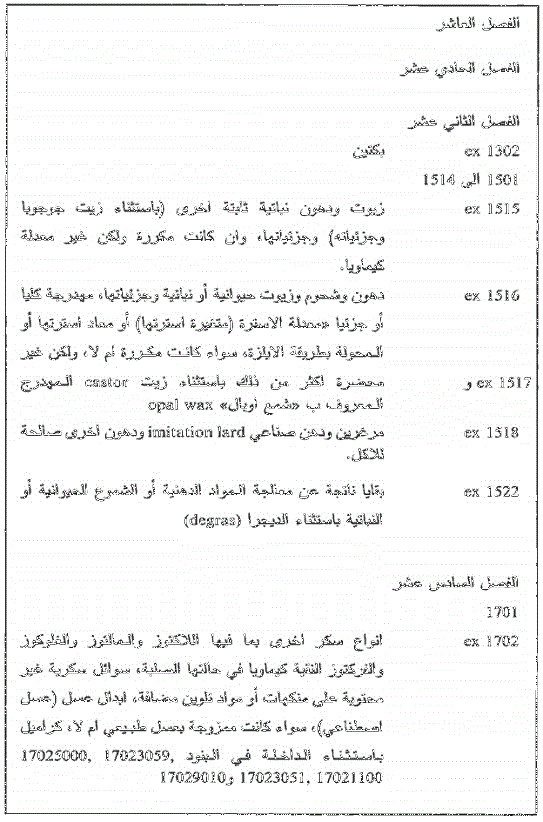 الفصل العاشر
الفصل الحادي عشر
الفصل الثاني عشر
ex 1302 بكتين
1501 الى 1514
ex 1515 زيوت ودهون نباتية ثابتة اخرى (باستثناء زيت جوجوبا
وجزئياته) وجزئياتها، وان كانت مكررة ولكن غير معدلة
كيماويا.
ex 1516 دهون وشحوم وزيوت حيوانية أو نباتية وجزئياتها، مهدرجة كليا
أو جزئيا معدلة الاسترة (متغيرة استرتها) أو معاد استرتها أو
المحولة بطريقة الايلزة، سواء كانت مكررة ام لا، ولكن غير
ex 1517 و محضرة اكثر من ذلك باستثناء زيت castor المهدرج
المعروف ب «شمع اوبال» opal wax
ex 1518 مرغرين ودهن صناعي imitation lard ودهون اخرى صالحة
للاكل.
ex 1522 بقايا ناتجة عن معالجة المواد الدهنية أو الشموع الحيوانية أو
النباتية باستثناء الديجرا (degras)
الفصل السادس عشر
1701
ex 1702 انواع سكر اخرى بما فيها اللاكتوز والمالتوز والغلوكوز
والفركتوز النقية كيماويا في حالتها الصلبة، سوائل سكرية غير
محتوية على منكهات أو مواد تلوين مضافة، ابدال عسل (عسل
اصطناعي)، سواء كانت ممزوجة بعسل طبيعي ام لا، كراميل
باستثناء الداخلة في البنود 17023059, 17025000,
17021100, 17023051 و17029010